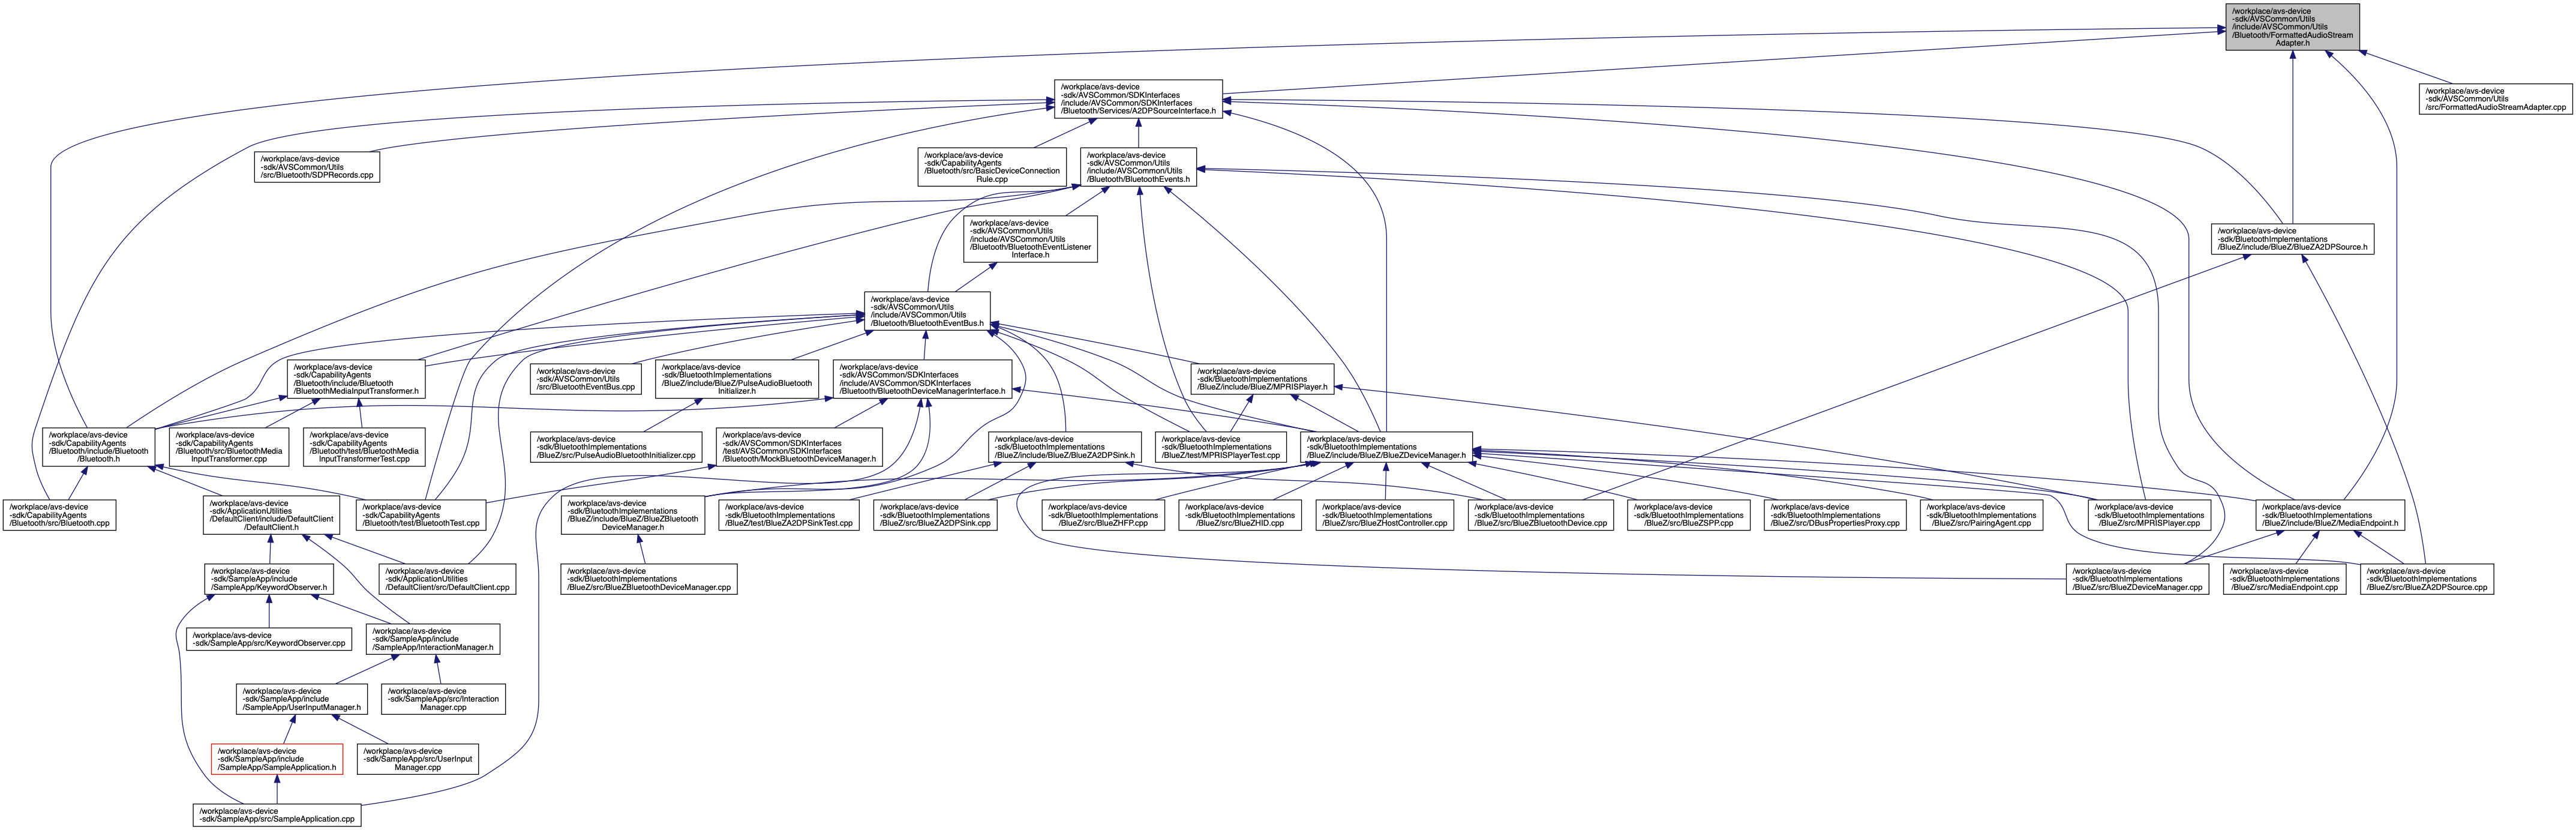 /workplace/avs-device
-sdk/AVSCommon/Utils
/include/AVSCommon/Utils
/Bluetooth/FormattedAudioStream
Adapter.h
/workplace/avs-device
-sdk/AVSCommon/SDKInterfaces
/include/AVSCommon/SDKInterfaces
/Bluetooth/Services/A2DPSourceInterface.h
/workplace/avs-device
-sdk/AVSCommon/Utils
/src/FormattedAudioStreamAdapter.cpp
/workplace/avs-device
-sdk/AVSCommon/Utils
/src/Bluetooth/SDPRecords.cpp
/workplace/avs-device
-sdk/CapabilityAgents
/Bluetooth/src/BasicDeviceConnection
Rule.cpp
/workplace/avs-device
-sdk/AVSCommon/Utils
/include/AVSCommon/Utils
/Bluetooth/BluetoothEvents.h
/workplace/avs-device
-sdk/AVSCommon/Utils
/include/AVSCommon/Utils
/Bluetooth/BluetoothEventListener
Interface.h
/workplace/avs-device
-sdk/BluetoothImplementations
/BlueZ/include/BlueZ/BlueZA2DPSource.h
/workplace/avs-device
-sdk/AVSCommon/Utils
/include/AVSCommon/Utils
/Bluetooth/BluetoothEventBus.h
/workplace/avs-device
-sdk/CapabilityAgents
/Bluetooth/include/Bluetooth
/BluetoothMediaInputTransformer.h
/workplace/avs-device
-sdk/AVSCommon/Utils
/src/BluetoothEventBus.cpp
/workplace/avs-device
-sdk/BluetoothImplementations
/BlueZ/include/BlueZ/PulseAudioBluetooth
Initializer.h
/workplace/avs-device
-sdk/AVSCommon/SDKInterfaces
/include/AVSCommon/SDKInterfaces
/Bluetooth/BluetoothDeviceManagerInterface.h
/workplace/avs-device
-sdk/BluetoothImplementations
/BlueZ/include/BlueZ/MPRISPlayer.h
/workplace/avs-device
-sdk/CapabilityAgents
/Bluetooth/include/Bluetooth
/Bluetooth.h
/workplace/avs-device
-sdk/CapabilityAgents
/Bluetooth/src/BluetoothMedia
InputTransformer.cpp
/workplace/avs-device
-sdk/CapabilityAgents
/Bluetooth/test/BluetoothMedia
InputTransformerTest.cpp
/workplace/avs-device
-sdk/BluetoothImplementations
/BlueZ/src/PulseAudioBluetoothInitializer.cpp
/workplace/avs-device
-sdk/AVSCommon/SDKInterfaces
/test/AVSCommon/SDKInterfaces
/Bluetooth/MockBluetoothDeviceManager.h
/workplace/avs-device
-sdk/BluetoothImplementations
/BlueZ/include/BlueZ/BlueZA2DPSink.h
/workplace/avs-device
-sdk/BluetoothImplementations
/BlueZ/test/MPRISPlayerTest.cpp
/workplace/avs-device
-sdk/BluetoothImplementations
/BlueZ/include/BlueZ/BlueZDeviceManager.h
/workplace/avs-device
-sdk/CapabilityAgents
/Bluetooth/src/Bluetooth.cpp
/workplace/avs-device
-sdk/ApplicationUtilities
/DefaultClient/include/DefaultClient
/DefaultClient.h
/workplace/avs-device
-sdk/CapabilityAgents
/Bluetooth/test/BluetoothTest.cpp
/workplace/avs-device
-sdk/BluetoothImplementations
/BlueZ/include/BlueZ/BlueZBluetooth
DeviceManager.h
/workplace/avs-device
-sdk/BluetoothImplementations
/BlueZ/test/BlueZA2DPSinkTest.cpp
/workplace/avs-device
-sdk/BluetoothImplementations
/BlueZ/src/BlueZA2DPSink.cpp
/workplace/avs-device
-sdk/BluetoothImplementations
/BlueZ/src/BlueZHFP.cpp
/workplace/avs-device
-sdk/BluetoothImplementations
/BlueZ/src/BlueZHID.cpp
/workplace/avs-device
-sdk/BluetoothImplementations
/BlueZ/src/BlueZHostController.cpp
/workplace/avs-device
-sdk/BluetoothImplementations
/BlueZ/src/BlueZBluetoothDevice.cpp
/workplace/avs-device
-sdk/BluetoothImplementations
/BlueZ/src/BlueZSPP.cpp
/workplace/avs-device
-sdk/BluetoothImplementations
/BlueZ/src/DBusPropertiesProxy.cpp
/workplace/avs-device
-sdk/BluetoothImplementations
/BlueZ/src/PairingAgent.cpp
/workplace/avs-device
-sdk/BluetoothImplementations
/BlueZ/src/MPRISPlayer.cpp
/workplace/avs-device
-sdk/BluetoothImplementations
/BlueZ/include/BlueZ/MediaEndpoint.h
/workplace/avs-device
-sdk/SampleApp/include
/SampleApp/KeywordObserver.h
/workplace/avs-device
-sdk/ApplicationUtilities
/DefaultClient/src/DefaultClient.cpp
/workplace/avs-device
-sdk/BluetoothImplementations
/BlueZ/src/BlueZBluetoothDeviceManager.cpp
/workplace/avs-device
-sdk/BluetoothImplementations
/BlueZ/src/BlueZDeviceManager.cpp
/workplace/avs-device
-sdk/BluetoothImplementations
/BlueZ/src/MediaEndpoint.cpp
/workplace/avs-device
-sdk/BluetoothImplementations
/BlueZ/src/BlueZA2DPSource.cpp
/workplace/avs-device
-sdk/SampleApp/src/KeywordObserver.cpp
/workplace/avs-device
-sdk/SampleApp/include
/SampleApp/InteractionManager.h
/workplace/avs-device
-sdk/SampleApp/include
/SampleApp/UserInputManager.h
/workplace/avs-device
-sdk/SampleApp/src/Interaction
Manager.cpp
/workplace/avs-device
-sdk/SampleApp/include
/SampleApp/SampleApplication.h
/workplace/avs-device
-sdk/SampleApp/src/UserInput
Manager.cpp
/workplace/avs-device
-sdk/SampleApp/src/SampleApplication.cpp